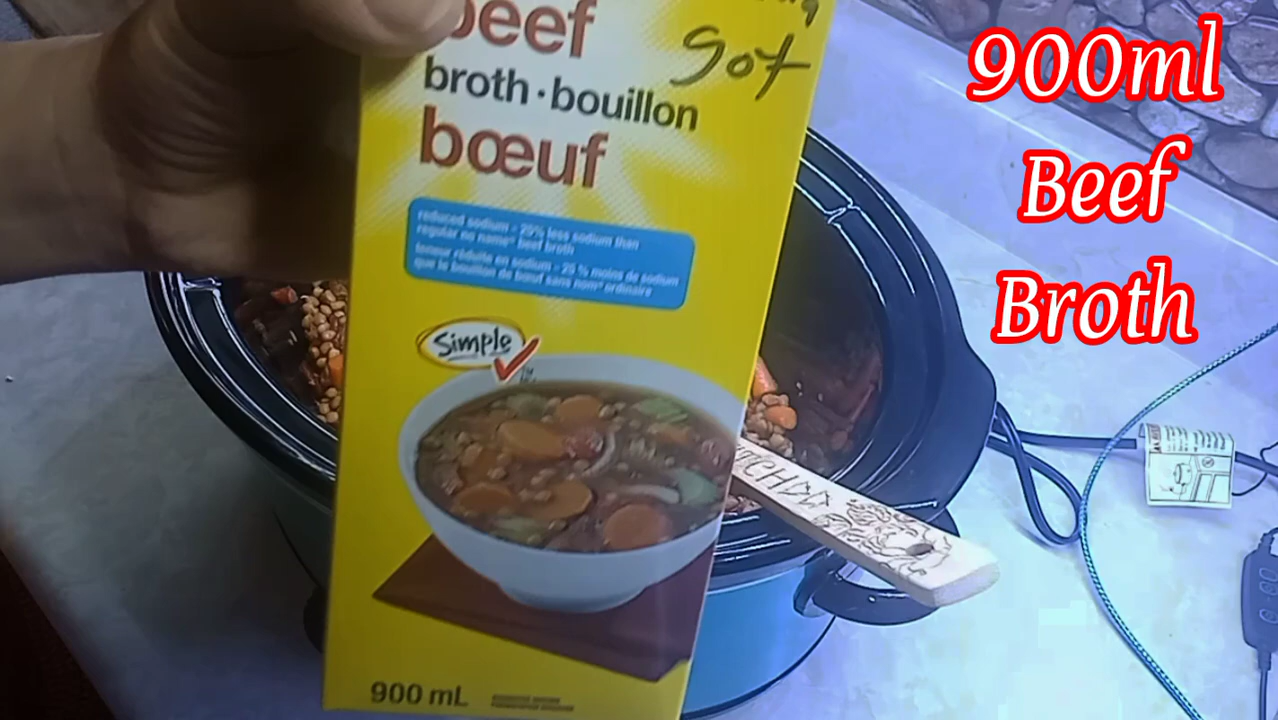 beef
Soy
broth · bouillon
bœuf
reduced sodium - 25% less sodium than
regular no name® beef broth
teneur réduite en sodium - 25 % moins de sodium
que le bouillon de bœuf sans nom® ordinaire
Simple
900 mL
900ml
Beef
Broth